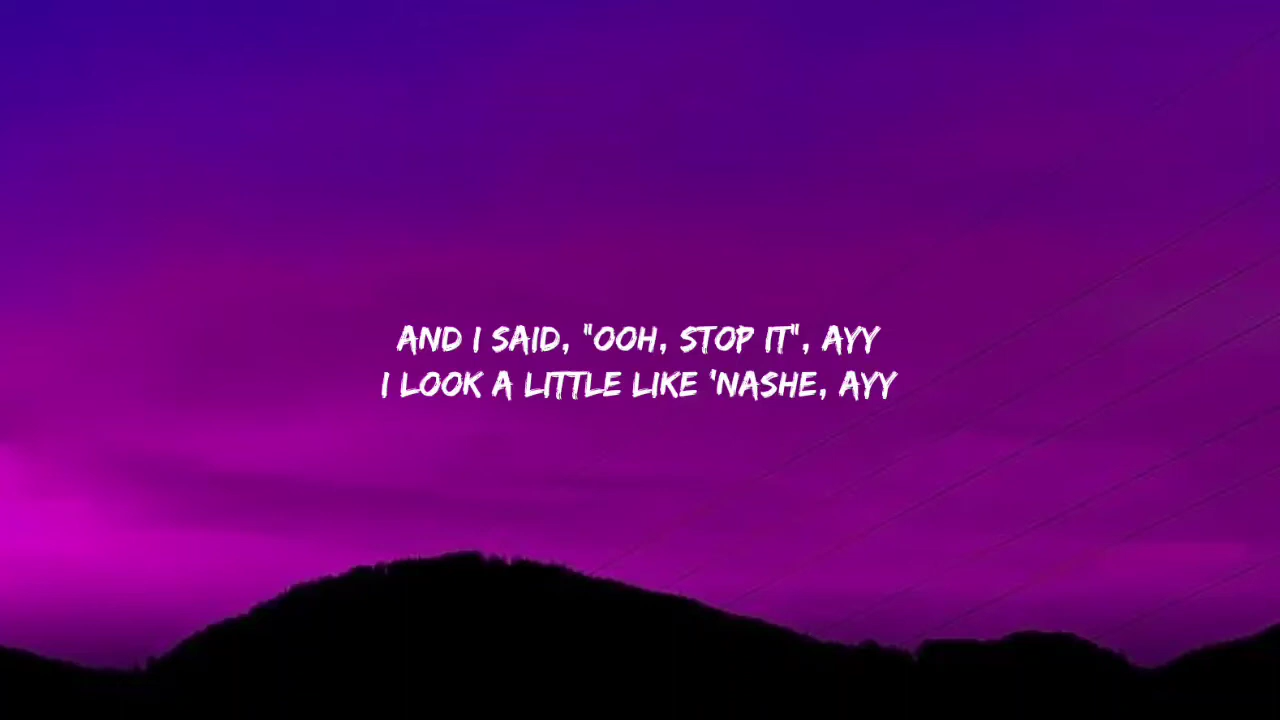 AND I SAID, "OOH, STOP IT", AYY
I LOOK A LITTLE LIKE 'NASHE, AYY